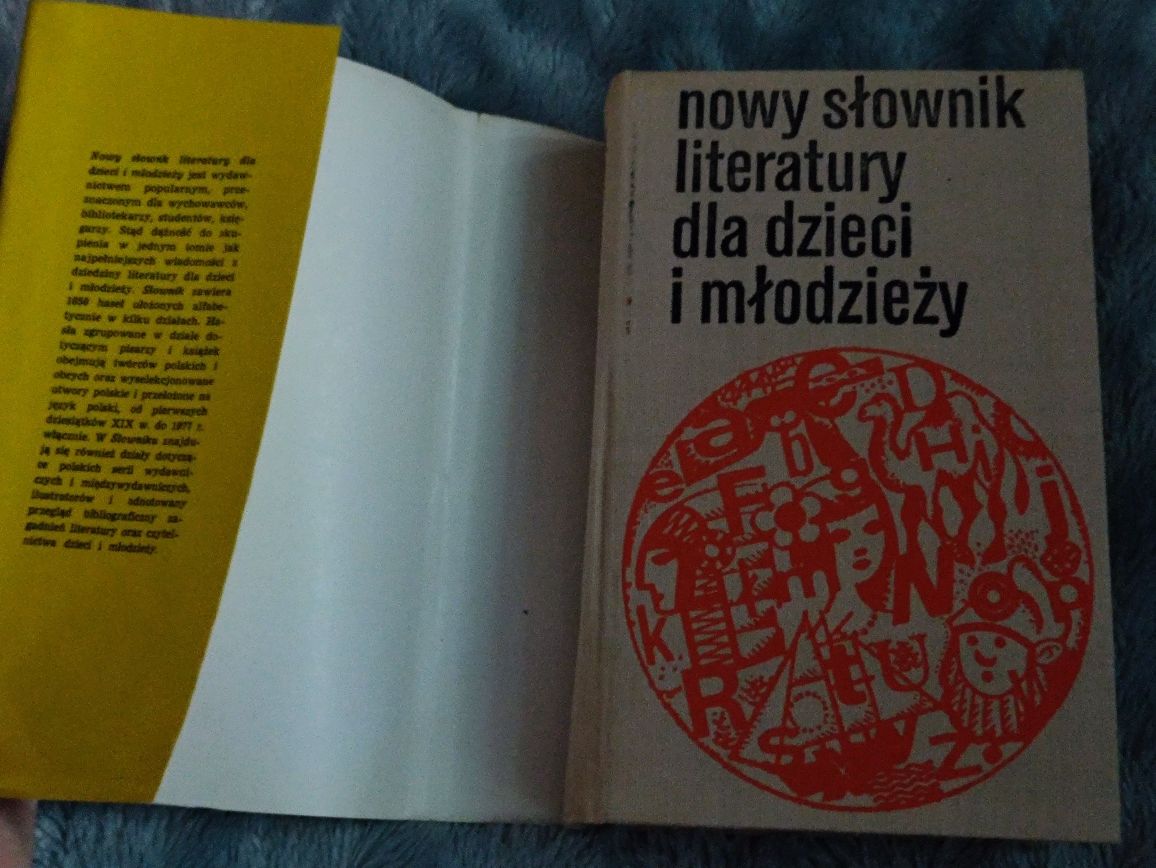 Nowy słownik literatury dla
dzieci i młodzieży jest wydaw-
nictwem popularnym, prze-
znaczonym dla wychowawców,
bibliotekarzy, studentów, księ-
garzy. Stąd dążność do sku-
pienia w jednym tomie jak
najpełniejszych wiadomości z
dziedziny literatury dla dzieci
i młodzieży. Słownik zawiera
1850 haseł ułożonych alfabe-
tycznie w kilku działach. Ha-
sła zgrupowane w dziale do-
tyczącym pisarzy i książek
obejmują twórców polskich i
obcych oraz wyselekcjonowane
utwory polskie i przełożone na
język polski, od pierwszych
dziesiątków XIX w. do 1977 r.
włącznie. W Słowniku znajdu-
ją się również działy dotyczą-
ce polskich serii wydawni-
czych i międzywydawniczych,
ilustratorów i adnotowany
przegląd bibliograficzny za-
gadnień literatury oraz czytel-
nictwa dzieci i młodzieży.
nowy słownik
literatury
dla dzieci
i młodzieży